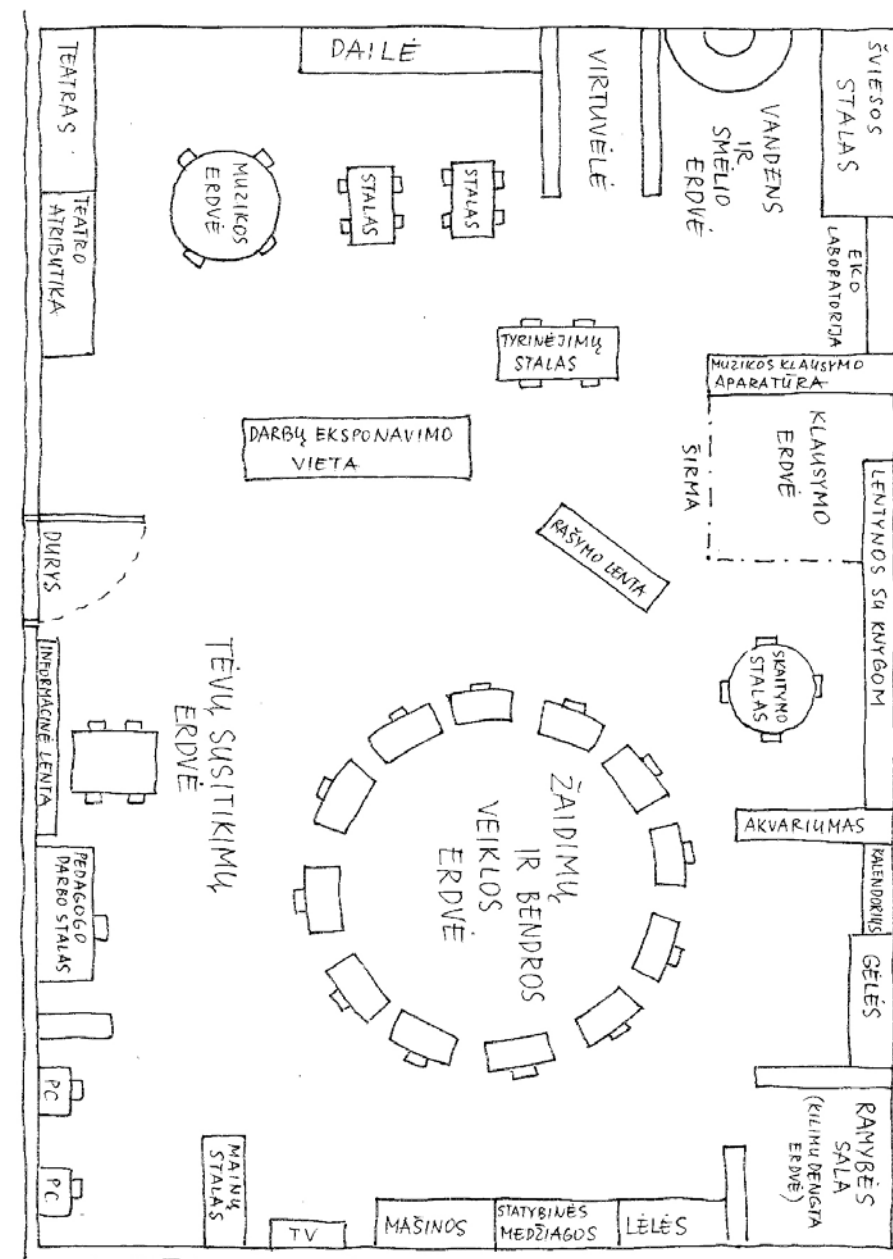 TEATRAS
DAILĖ
VIRTUVĖLĖ
VANDENS
IR
SMĖLIO
ERDVĖ
ŠVIESOS
STALAS
MUZIKOS
ERDVĖ
STALAS
STALAS
TEATRO
ATRIBUTIKA
EKO
LABORATORIJA
TYRINĖJIMŲ
STALAS
MUZIKOS KLAUSYMO
APARATŪRA
DARBŲ EKSPONAVIMO
VIETA
ŠIRMA
KLAUSYMO
ERDVĖ
LENTYNOS SU KNYGOM
DURYS
RAŠYMO LENTA
INFORMACINĖ LENTA
TĖVŲ SUSITIKIMŲ
ERDVĖ
SKAITYMO
STALAS
ŽAIDIMŲ
IR BENDROS
VEIKLOS
ERDVĖ
AKVARIUMAS
KALENDORIUS
PEDAGOGO
DARBO STALAS
GĖLĖS
PC
PC
MAINŲ
STALAS
TV
MAŠINOS
STATYBINĖS
MEDŽIAGOS
LĖLĖS
RAMYBĖS
SALA
(KILIMU DENGTA
ERDVĖ)